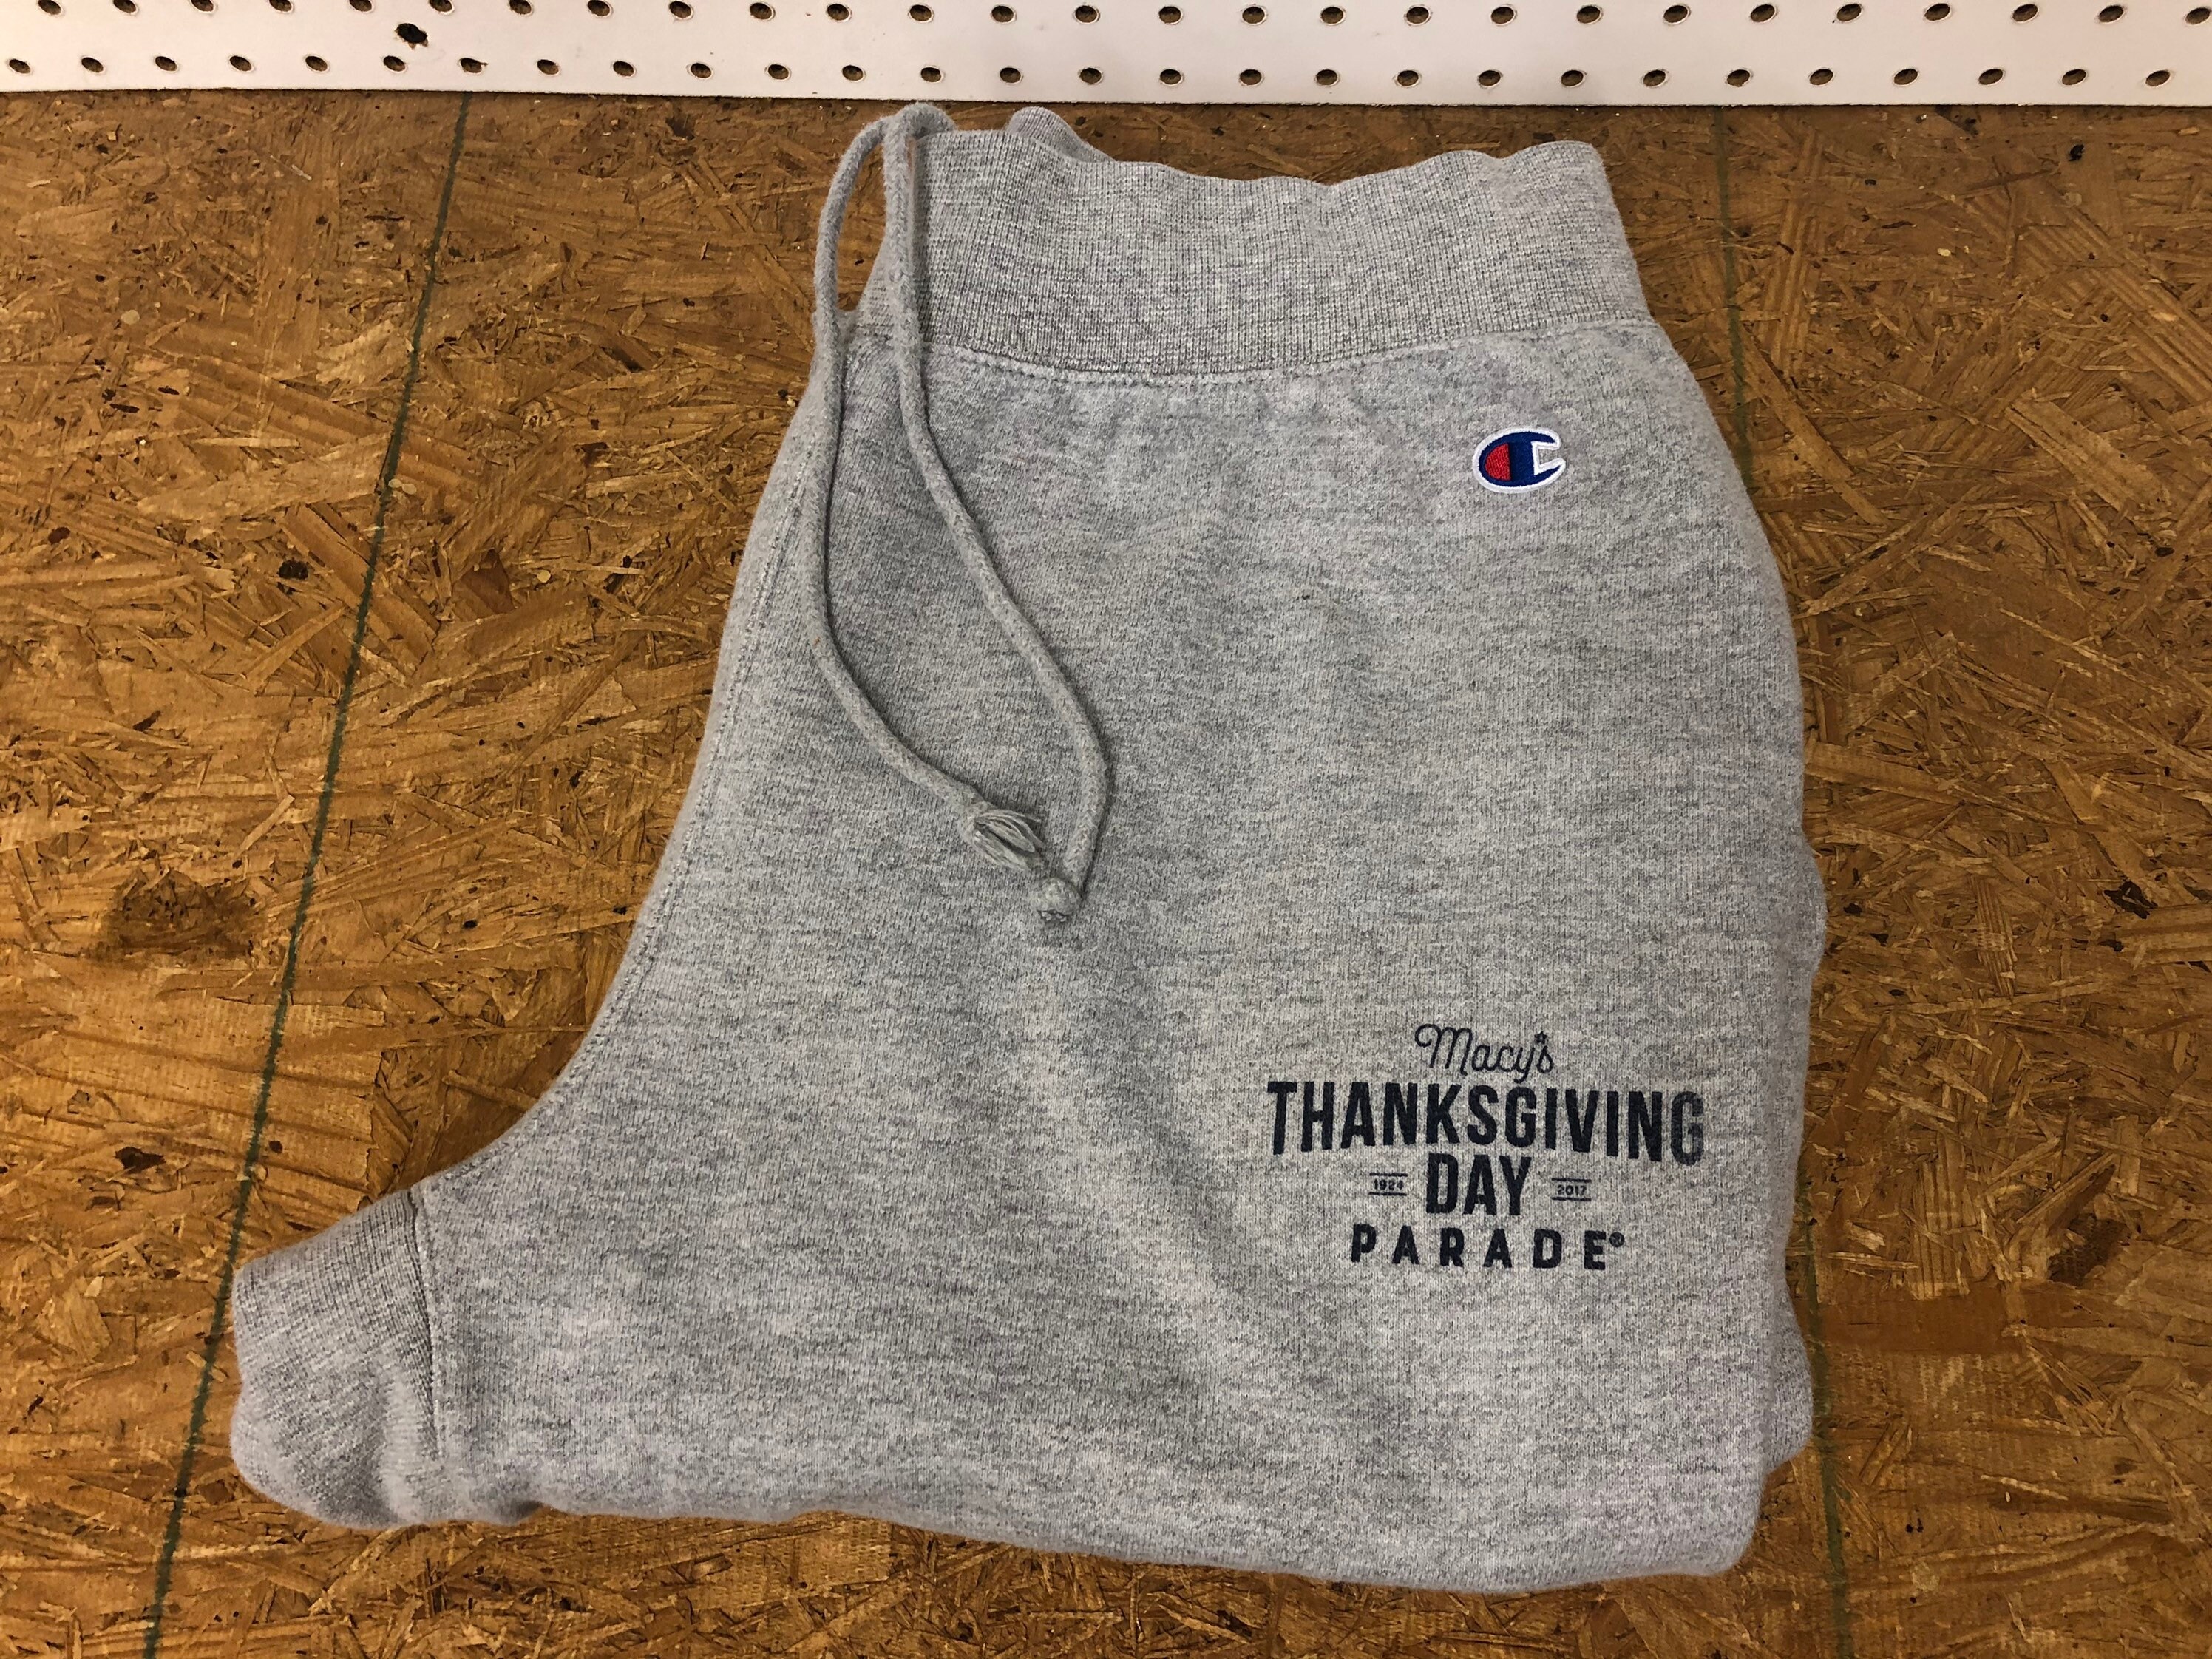 Macy's
THANKSGIVING
1924 DAY 2017
PARADE®